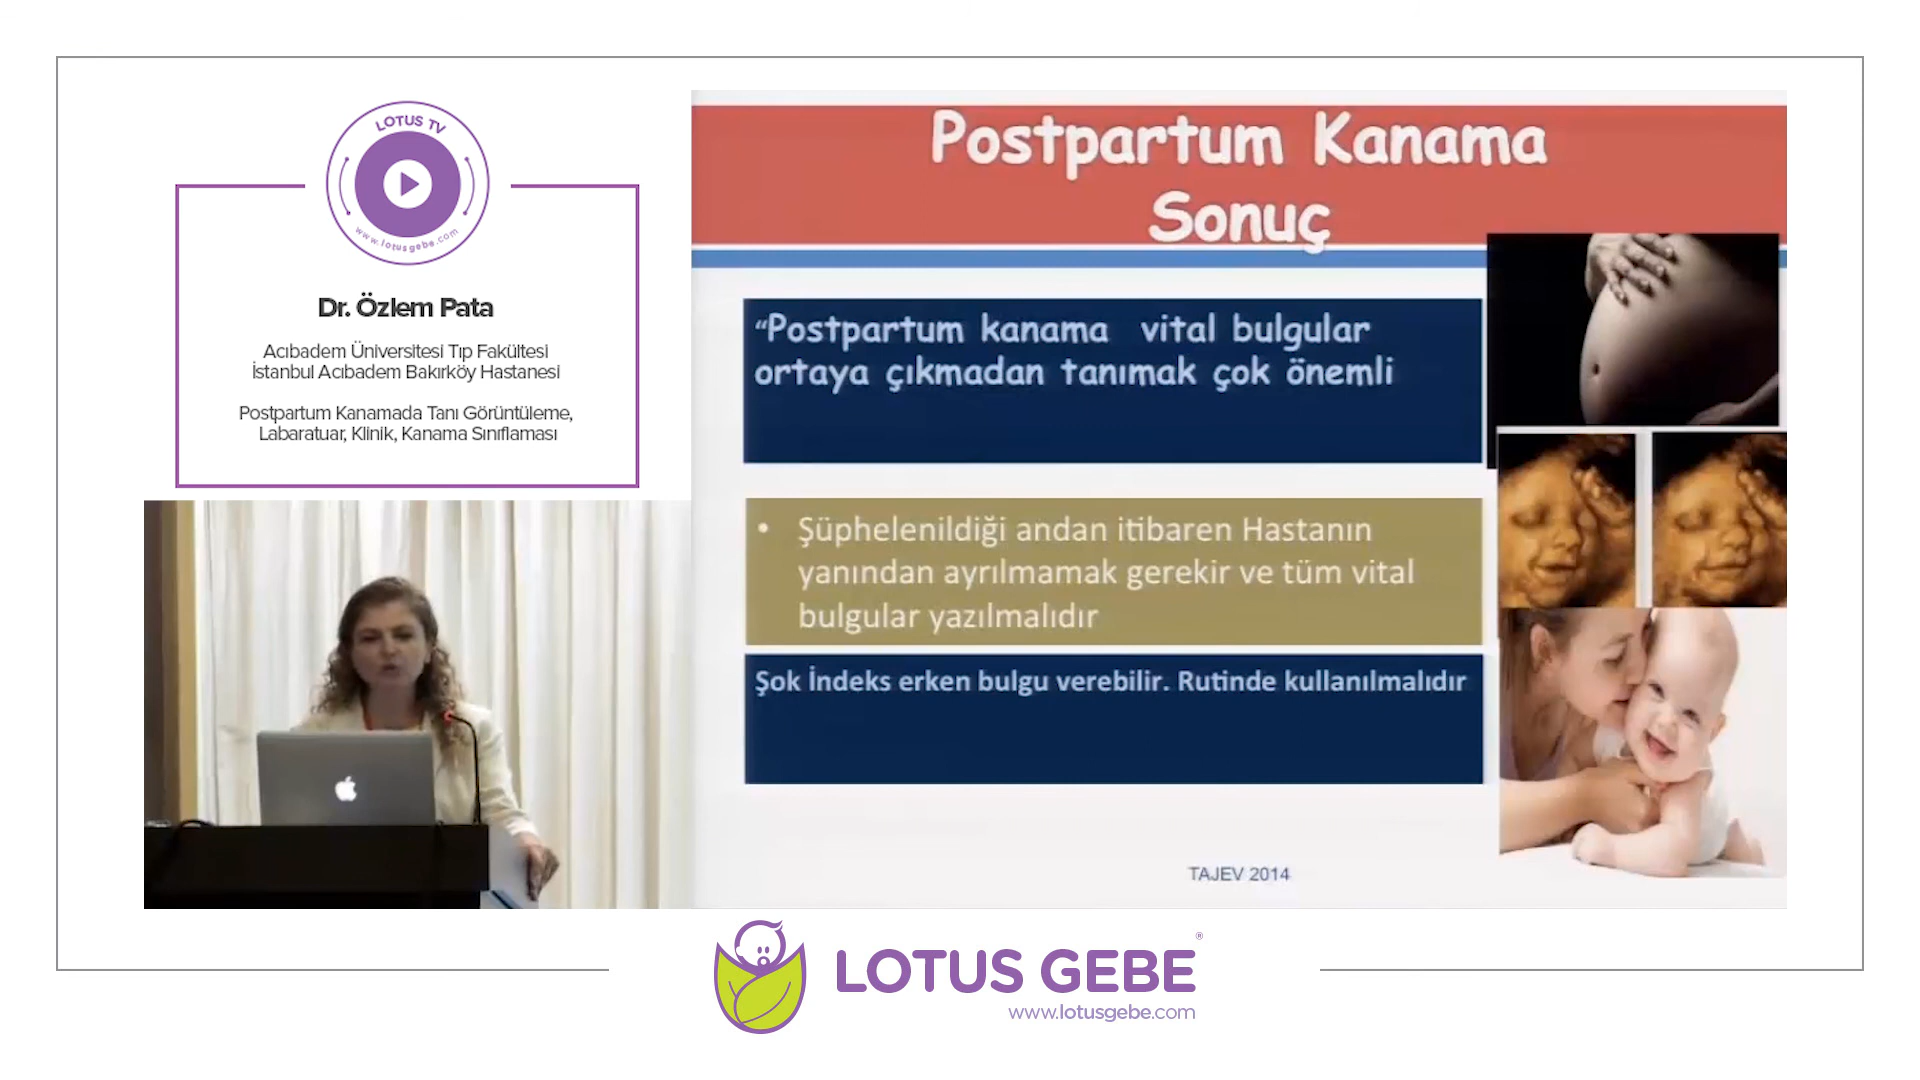 LOTUS TV
www.lotusgebe.com
Dr. Özlem Pata
Acıbadem Üniversitesi Tıp Fakültesi
İstanbul Acıbadem Bakırköy Hastanesi
Postpartum Kanamada Tanı Görüntüleme,
Labaratuar, Klinik, Kanama Sınıflaması
Postpartum Kanama
Sonuç
“Postpartum kanama vital bulgular
ortaya çıkmadan tanımak çok önemli
• Şüphelenildiği andan itibaren Hastanın
yanından ayrılmamak gerekir ve tüm vital
bulgular yazılmalıdır
Şok İndeks erken bulgu verebilir. Rutinde kullanılmalıdır
TAJEV 2014
LOTUS GEBE®
www.lotusgebe.com